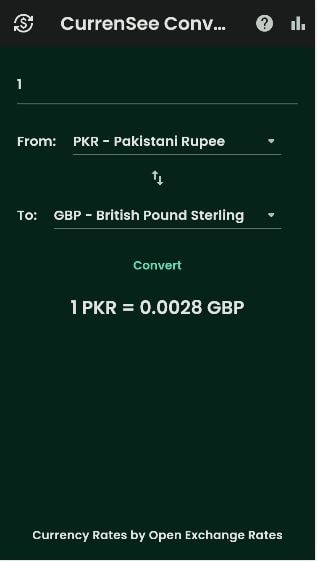 CurrenSee Conv...
1
From: PKR - Pakistani Rupee
To: GBP - British Pound Sterling
Convert
1 PKR = 0.0028 GBP
Currency Rates by Open Exchange Rates